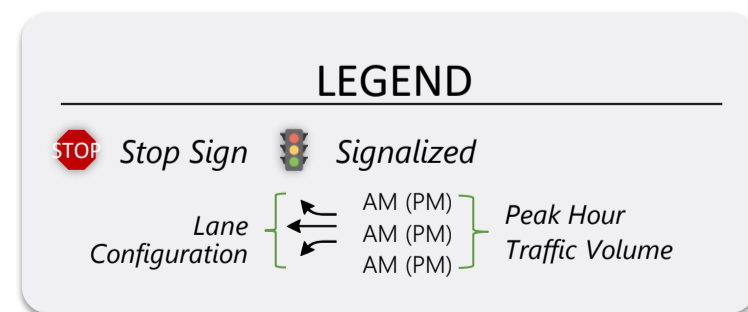 LEGEND
STOP Stop Sign Signalized
Lane
Configuration
AM (PM)
AM (PM)
AM (PM)
Peak Hour
Traffic Volume